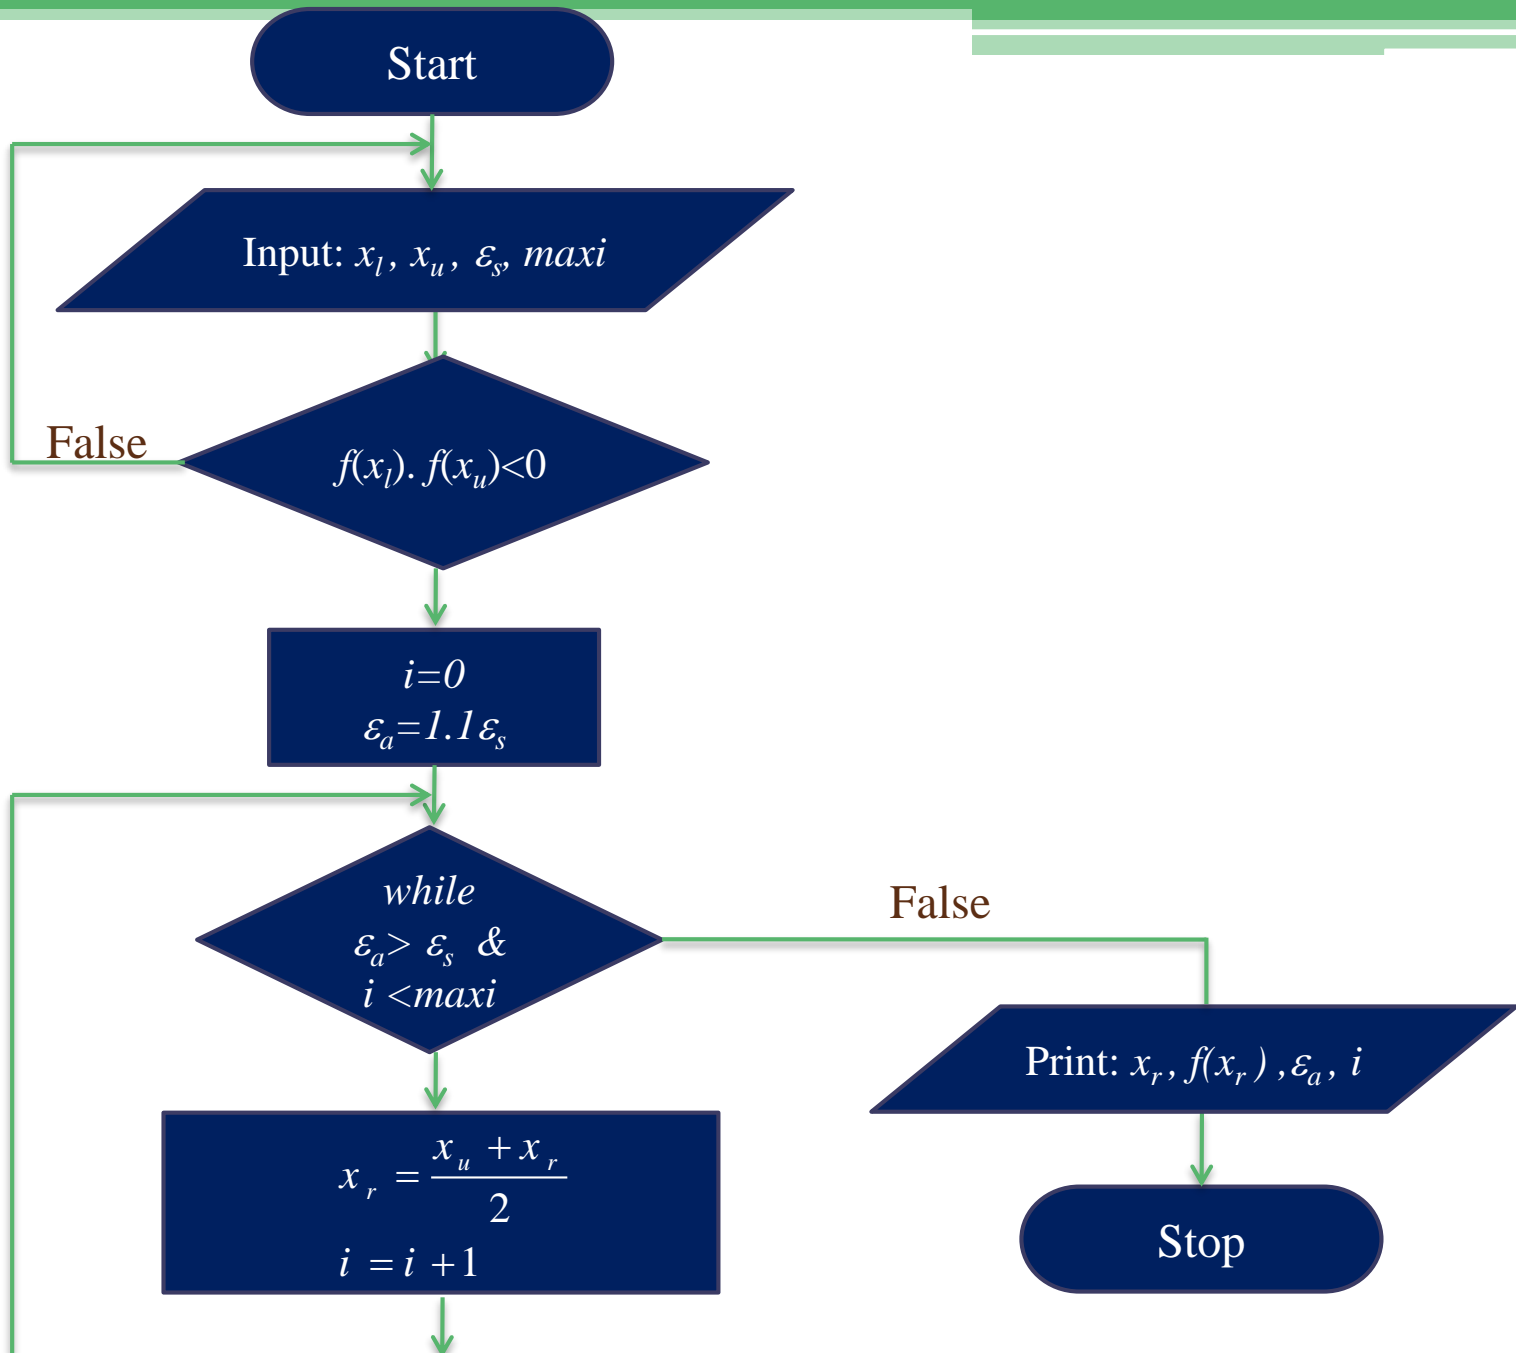 Start
Input: x_l, x_u, ε_s, maxi
False
f(x_l). f(x_u)<0
i=0
ε_a=1.1ε_s
while
ε_a> ε_s &
i <maxi
False
Print: x_r, f(x_r ) ,ε_a, i
x_r = (x_u + x_r)/2
i = i +1
Stop